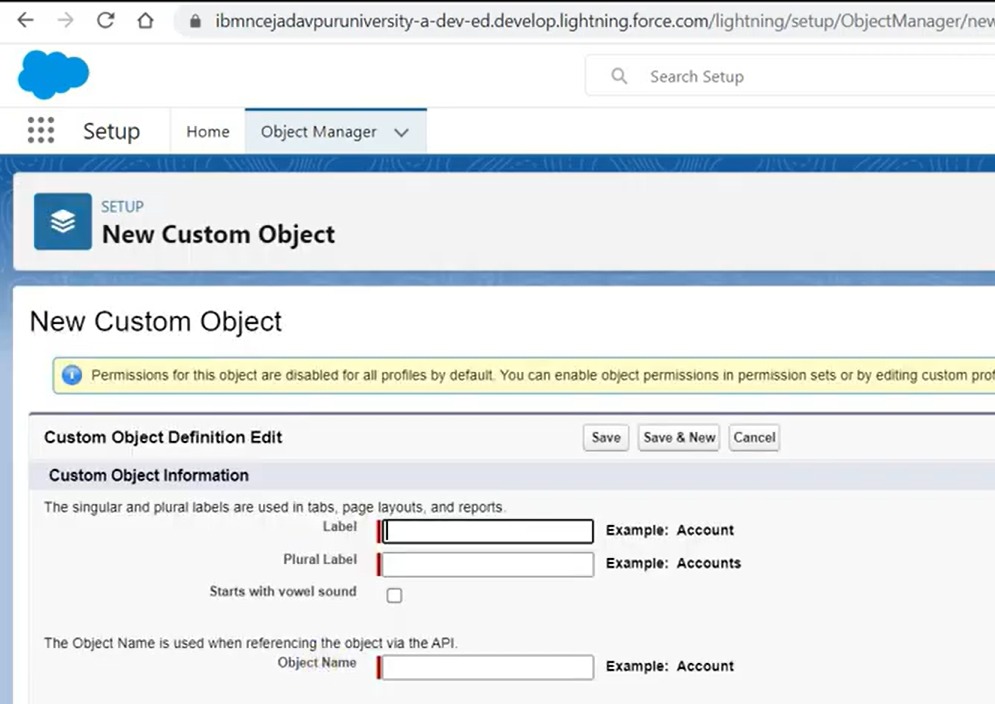 ibmncejadavpuruniversity-a-dev-ed.develop.lightning.force.com/lightning/setup/ObjectManager/new
Search Setup
Setup Home Object Manager
SETUP
New Custom Object
New Custom Object
Permissions for this object are disabled for all profiles by default. You can enable object permissions in permission sets or by editing custom prof
Custom Object Definition Edit Save Save & New Cancel
Custom Object Information
The singular and plural labels are used in tabs, page layouts, and reports.
Label Example: Account
Plural Label Example: Accounts
Starts with vowel sound
The Object Name is used when referencing the object via the API.
Object Name Example: Account